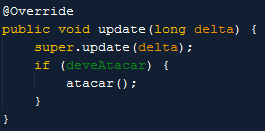 @Override
public void update(long delta) {
    super.update(delta);
    if (deveAtacar) {
        atacar();
    }
}